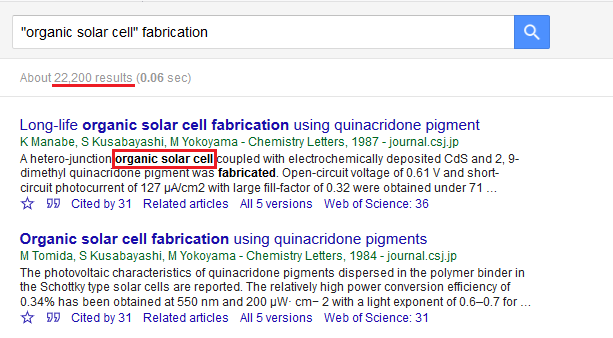 "organic solar cell" fabrication
About 22,200 results (0.06 sec)
Long-life organic solar cell fabrication using quinacridone pigment
K Manabe, S Kusabayashi, M Yokoyama - Chemistry Letters, 1987 - journal.csj.jp
A hetero-junction organic solar cell coupled with electrochemically deposited CdS and 2, 9-
dimethyl quinacridone pigment was fabricated. Open-circuit voltage of 0.61 V and short-
circuit photocurrent of 127 μA/cm2 with large fill-factor of 0.32 were obtained under 71 …
Cited by 31 Related articles All 5 versions Web of Science: 36
Organic solar cell fabrication using quinacridone pigments
M Tomida, S Kusabayashi, M Yokoyama - Chemistry Letters, 1984 - journal.csj.jp
The photovoltaic characteristics of quinacridone pigments dispersed in the polymer binder in
the Schottky type solar cells are reported. The relatively high power conversion efficiency of
0.34% has been obtained at 550 nm and 200 μW· cm− 2 with a light exponent of 0.6–0.7 for …
Cited by 31 Related articles All 5 versions Web of Science: 31